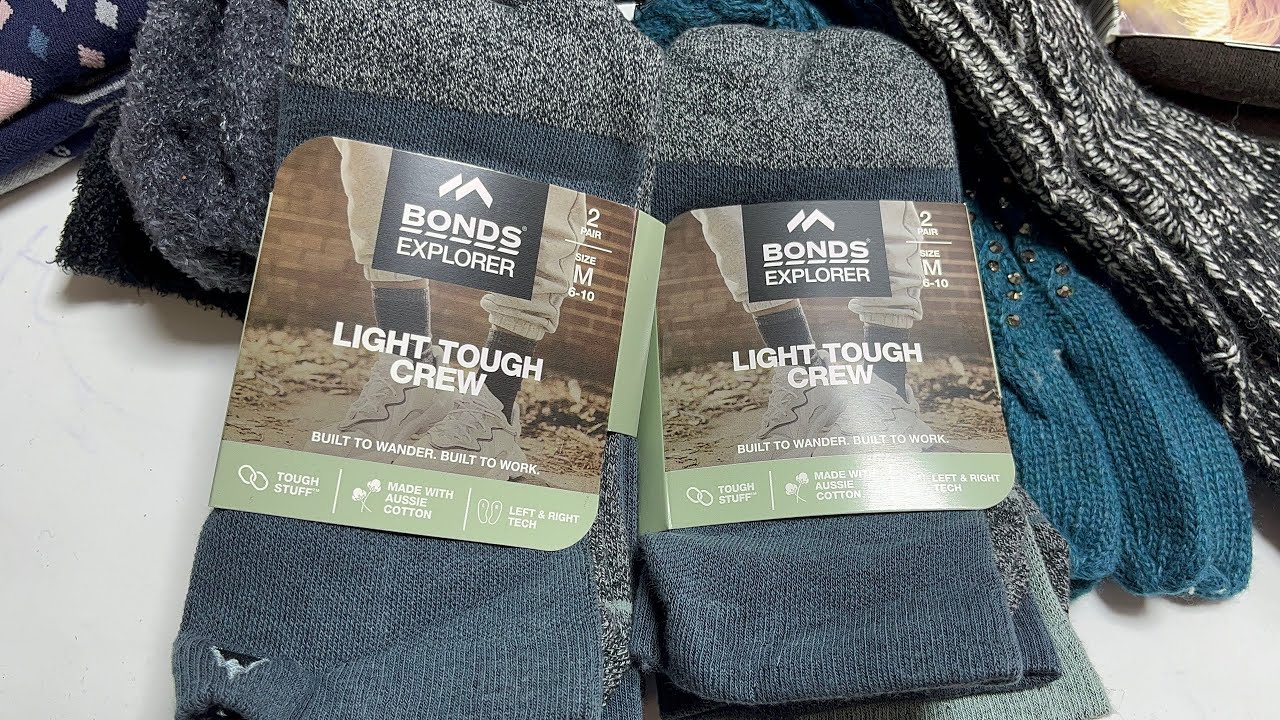 BONDS®
EXPLORER
2
PAIR
SIZE
M
6-10
LIGHT TOUGH
CREW
BUILT TO WANDER. BUILT TO WORK.
TOUGH
STUFF™
MADE WITH
AUSSIE
COTTON
LEFT & RIGHT
TECH
BONDS®
EXPLORER
2
PAIR
SIZE
M
6-10
LIGHT TOUGH
CREW
BUILT TO WANDER. BUILT TO WORK.
TOUGH
STUFF™
MADE WITH
AUSSIE
COTTON
LEFT & RIGHT
TECH